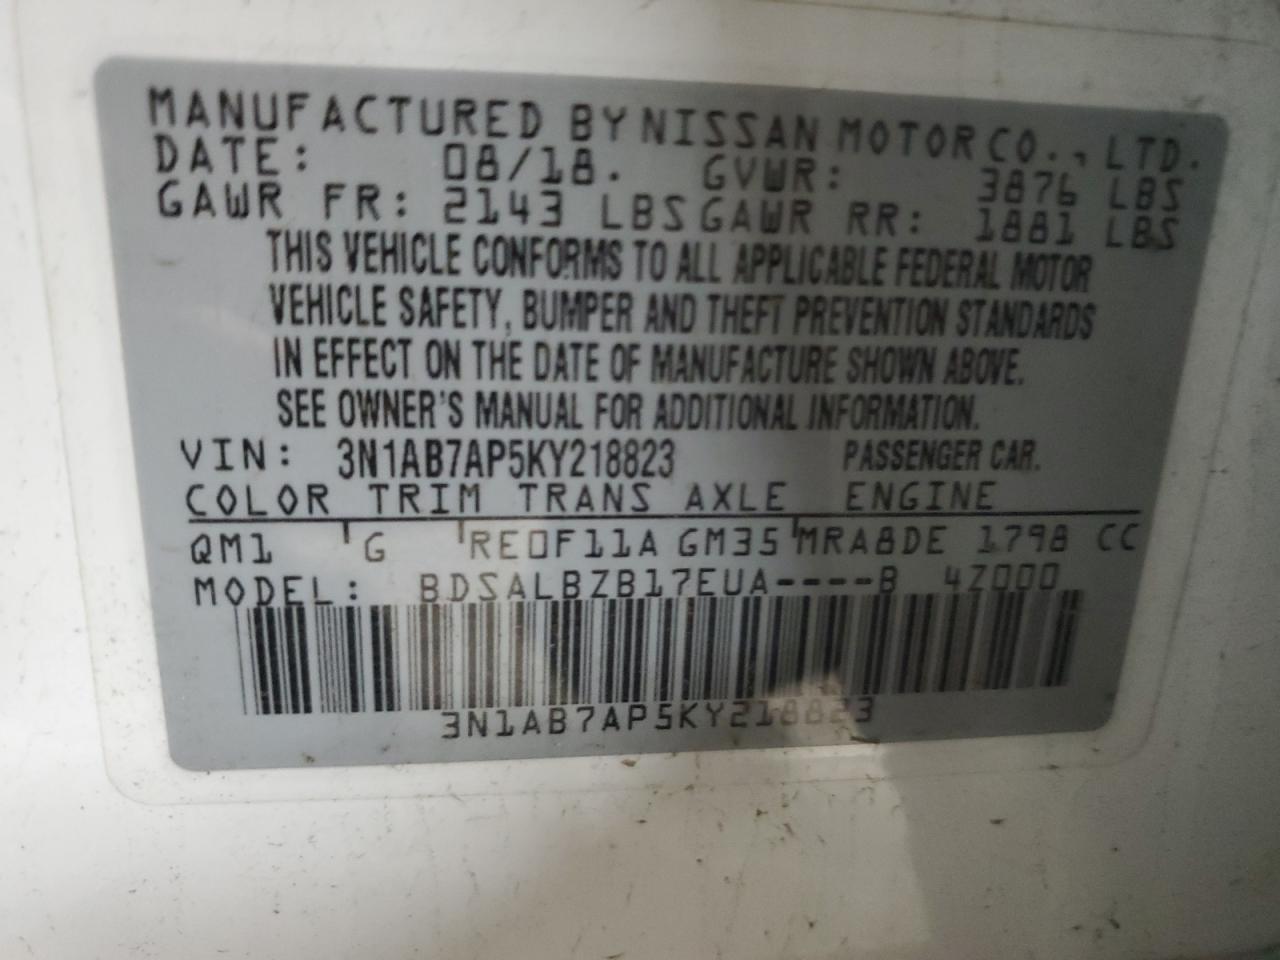 MANUFACTURED BY NISSAN MOTOR CO., LTD.
DATE: 08/18. GVWR: 3876 LBS
GAWR FR: 2143 LBS GAWR RR: 1881 LBS
THIS VEHICLE CONFORMS TO ALL APPLICABLE FEDERAL MOTOR
VEHICLE SAFETY, BUMPER AND THEFT PREVENTION STANDARDS
IN EFFECT ON THE DATE OF MANUFACTURE SHOWN ABOVE.
SEE OWNER'S MANUAL FOR ADDITIONAL INFORMATION.
VIN: 3N1AB7AP5KY218823 PASSENGER CAR.
COLOR TRIM TRANS AXLE ENGINE
QM1 G RE0F11A GM35 MRA8DE 1798 CC
MODEL: BDSALBZB17EUA----B 4Z000
3N1AB7AP5KY218823